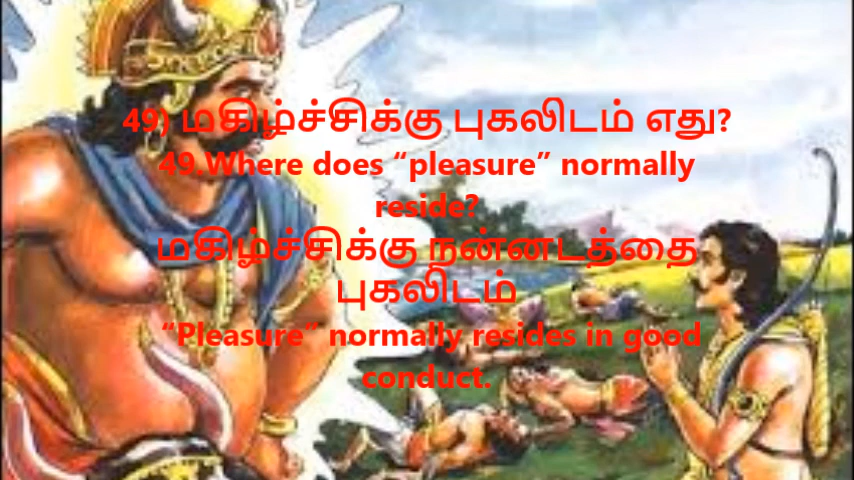 49) மகிழ்ச்சிக்கு புகலிடம் எது?
49.Where does “pleasure” normally
reside?
மகிழ்ச்சிக்கு நன்னடத்தை
புகலிடம்
“Pleasure” normally resides in good
conduct.